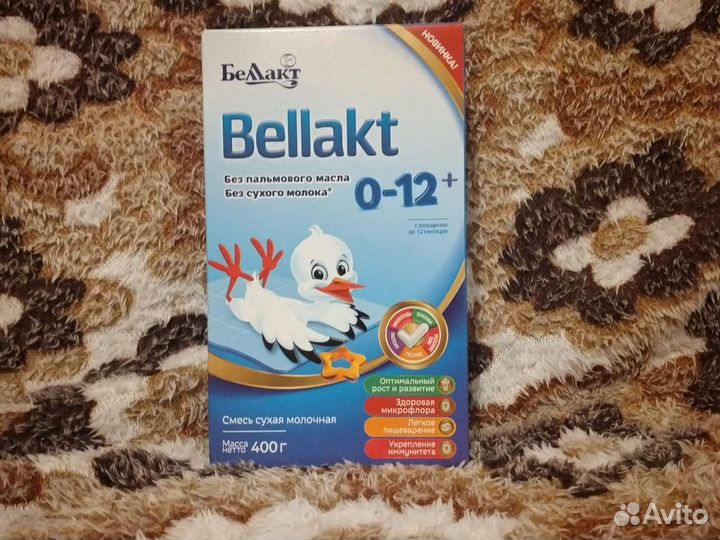 НОВИНКА!
БеЛЛакт
Bellakt
Без пальмового масла
Без сухого молока*
0-12+
с рождения
до 12 месяцев
Оптимальный
рост и развитие
Здоровая
микрофлора
Легкое
пищеварение
Укрепление
иммунитета
Смесь сухая молочная
Масса
нетто 400 г
Avito